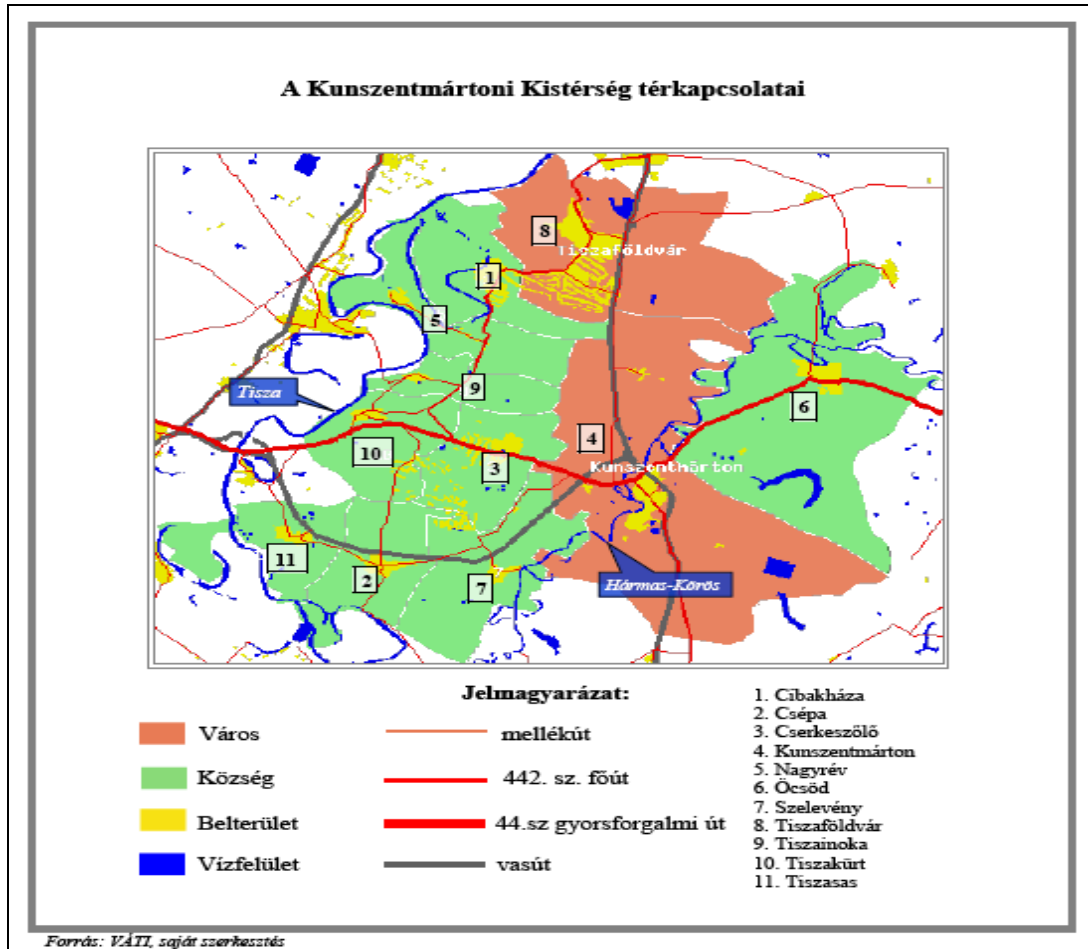 A Kunszentmártoni Kistérség térkapcsolatai
8
Tiszaföldvár
1
5
Tisza
9
6
4
10
3
Kunszentmárton
11
2
7
Hármas-Körös
Jelmagyarázat:
Város
Község
Belterület
Vízfelület
mellékút
442. sz. főút
44.sz gyorsforgalmi út
vasút
1. Cibakháza
2. Csépa
3. Cserkeszőlő
4. Kunszentmárton
5. Nagyrév
6. Öcsöd
7. Szelevény
8. Tiszaföldvár
9. Tiszainoka
10. Tiszakürt
11. Tiszasas
Forrás: VÁTI, saját szerkesztés